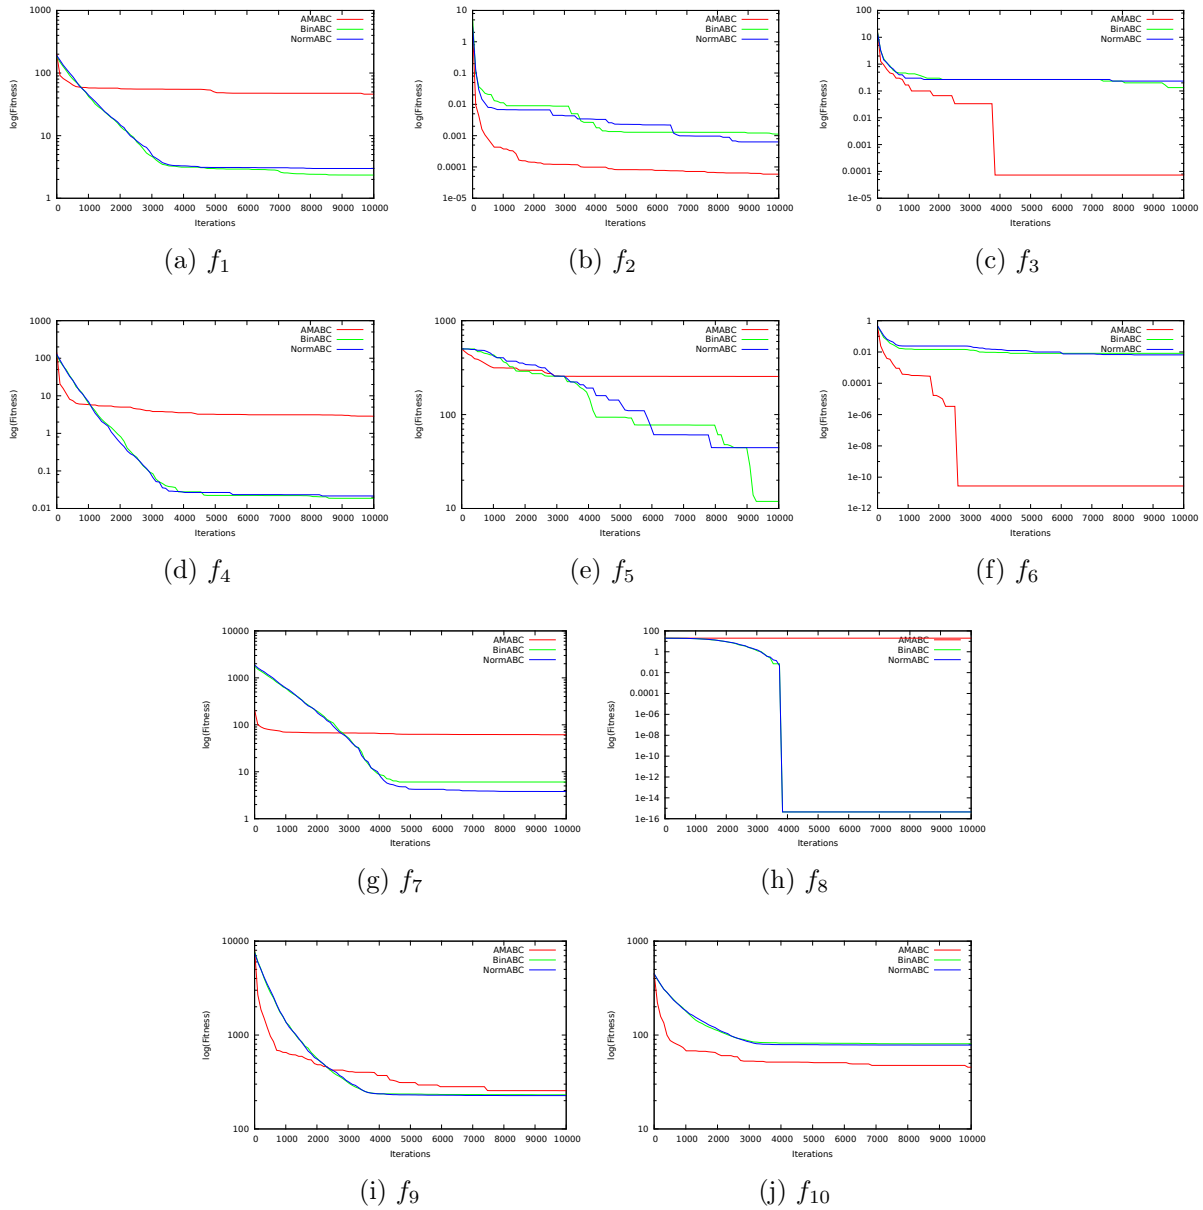 1000
100
10
1
0
1000
2000
3000
4000
5000
6000
7000
8000
9000
10000
log(Fitness)
Iterations
AMABC
BinABC
NormABC
(a) f1
10
1
0.1
0.01
0.001
0.0001
1e-05
0
1000
2000
3000
4000
5000
6000
7000
8000
9000
10000
log(Fitness)
Iterations
AMABC
BinABC
NormABC
(b) f2
100
10
1
0.1
0.01
0.001
0.0001
1e-05
0
1000
2000
3000
4000
5000
6000
7000
8000
9000
10000
log(Fitness)
Iterations
AMABC
BinABC
NormABC
(c) f3
1000
100
10
1
0.1
0.01
0
1000
2000
3000
4000
5000
6000
7000
8000
9000
10000
log(Fitness)
Iterations
AMABC
BinABC
NormABC
(d) f4
1000
100
10
0
1000
2000
3000
4000
5000
6000
7000
8000
9000
10000
log(Fitness)
Iterations
AMABC
BinABC
NormABC
(e) f5
1
0.01
0.0001
1e-06
1e-08
1e-10
1e-12
0
1000
2000
3000
4000
5000
6000
7000
8000
9000
10000
log(Fitness)
Iterations
AMABC
BinABC
NormABC
(f) f6
10000
1000
100
10
1
0
1000
2000
3000
4000
5000
6000
7000
8000
9000
10000
log(Fitness)
Iterations
AMABC
BinABC
NormABC
(g) f7
100
1
0.01
0.0001
1e-06
1e-08
1e-10
1e-12
1e-14
1e-16
0
1000
2000
3000
4000
5000
6000
7000
8000
9000
10000
log(Fitness)
Iterations
AMABC
BinABC
NormABC
(h) f8
10000
1000
100
0
1000
2000
3000
4000
5000
6000
7000
8000
9000
10000
log(Fitness)
Iterations
AMABC
BinABC
NormABC
(i) f9
1000
100
10
0
1000
2000
3000
4000
5000
6000
7000
8000
9000
10000
log(Fitness)
Iterations
AMABC
BinABC
NormABC
(j) f10